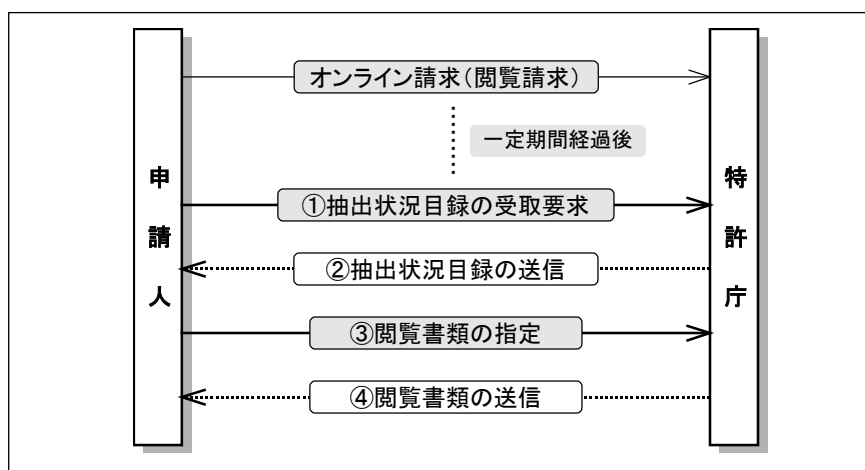 オンライン請求(閲覧請求)
一定期間経過後
申請人
特許庁
①抽出状況目録の受取要求
②抽出状況目録の送信
③閲覧書類の指定
④閲覧書類の送信